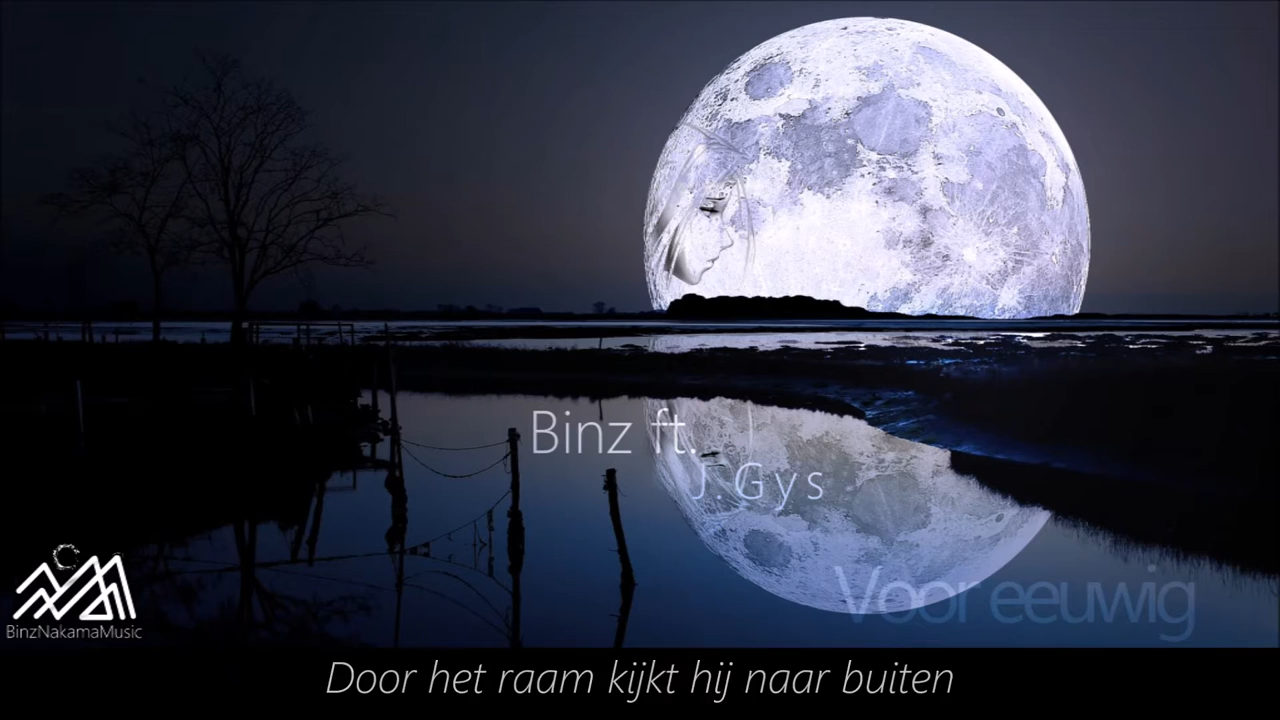 Binz ft.
J. Gys
Voor eeuwig
BinzNakamaMusic
Door het raam kijkt hij naar buiten